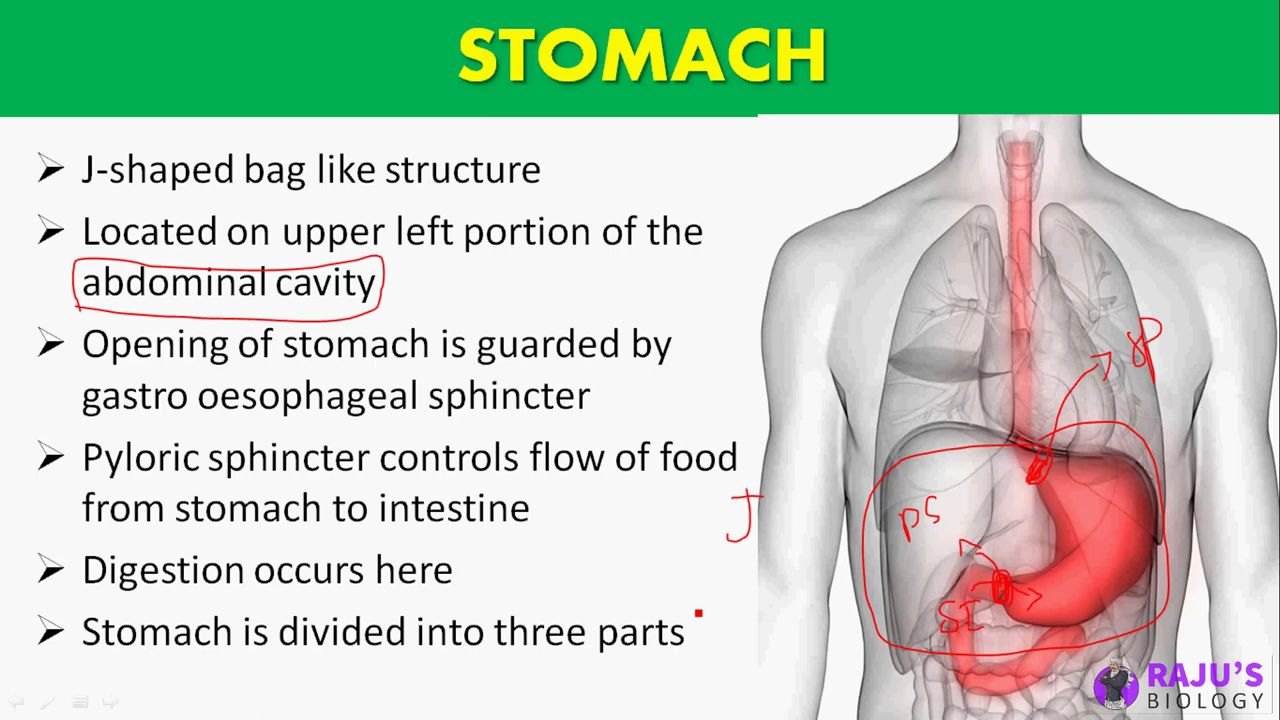 STOMACH
J-shaped bag like structure
Located on upper left portion of the
abdominal cavity
Opening of stomach is guarded by
gastro oesophageal sphincter
Pyloric sphincter controls flow of food
from stomach to intestine
Digestion occurs here
Stomach is divided into three parts
J
PS
SI
RAJU'S
BIOLOGY